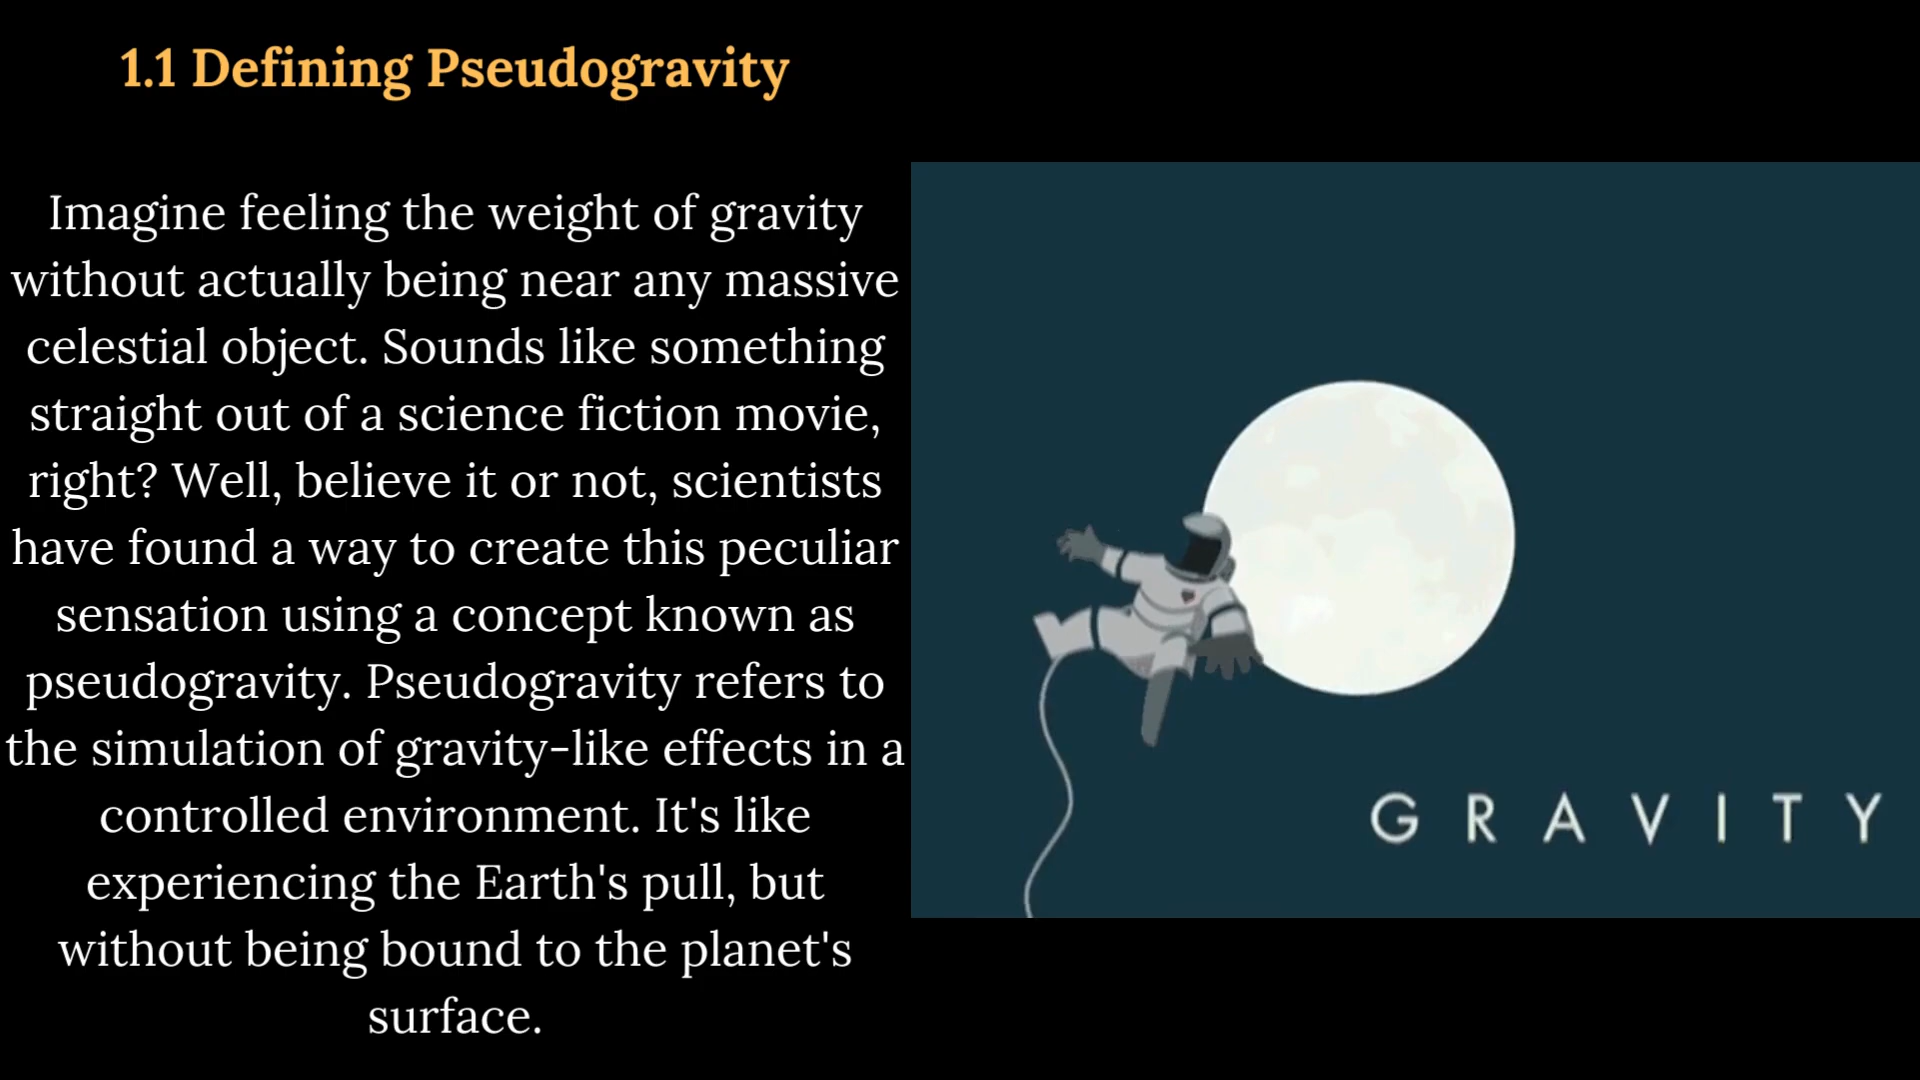 1.1 Defining Pseudogravity
Imagine feeling the weight of gravity
without actually being near any massive
celestial object. Sounds like something
straight out of a science fiction movie,
right? Well, believe it or not, scientists
have found a way to create this peculiar
sensation using a concept known as
pseudogravity. Pseudogravity refers to
the simulation of gravity-like effects in a
controlled environment. It's like
experiencing the Earth's pull, but
without being bound to the planet's
surface.
GRAVITY